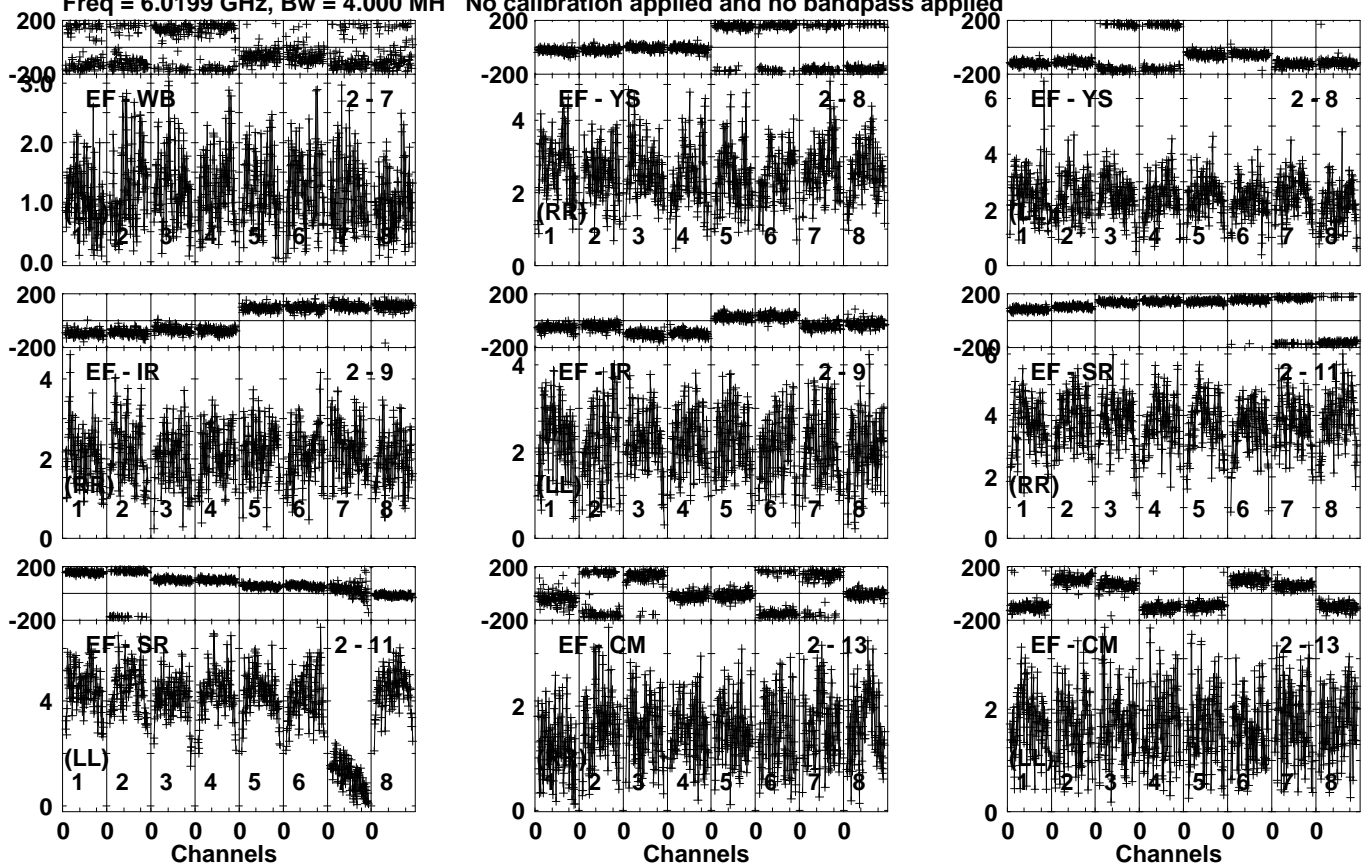 Freq = 6.0199 GHz, Bw = 4.000 MH No calibration applied and no bandpass applied
200 200 200
-200 -200 -200
3.0 EF - WB 2 - 7 EF - YS 2 - 8 6 EF - YS 2 - 8
2.0 4 4
1.0 2 (RR) 2
1 2 3 4 5 6 7 8 1 2 3 4 5 6 7 8 1 2 3 4 5 6 7 8
0.0 0 0
200 200 200
-200 -200 -200
6
4 EF - IR 2 - 9 4 EF - IR 2 - 9 EF - SR 2 - 11
4
2 2 2
(RR) (LL) (RR)
1 2 3 4 5 6 7 8 1 2 3 4 5 6 7 8 1 2 3 4 5 6 7 8
0 0 0
200 200 200
-200 -200 -200
EF - SR 2 - 11 EF - CM 2 - 13 EF - CM 2 - 13
4 2 2
(LL) (LL)
1 2 3 4 5 6 8 1 2 3 4 5 6 7 8 1 2 3 4 5 6 7 8
0 0 0
0 0 0 0 0 0 0 0 0 0 0 0 0 0 0 0 0 0 0 0 0 0 0 0
Channels Channels Channels